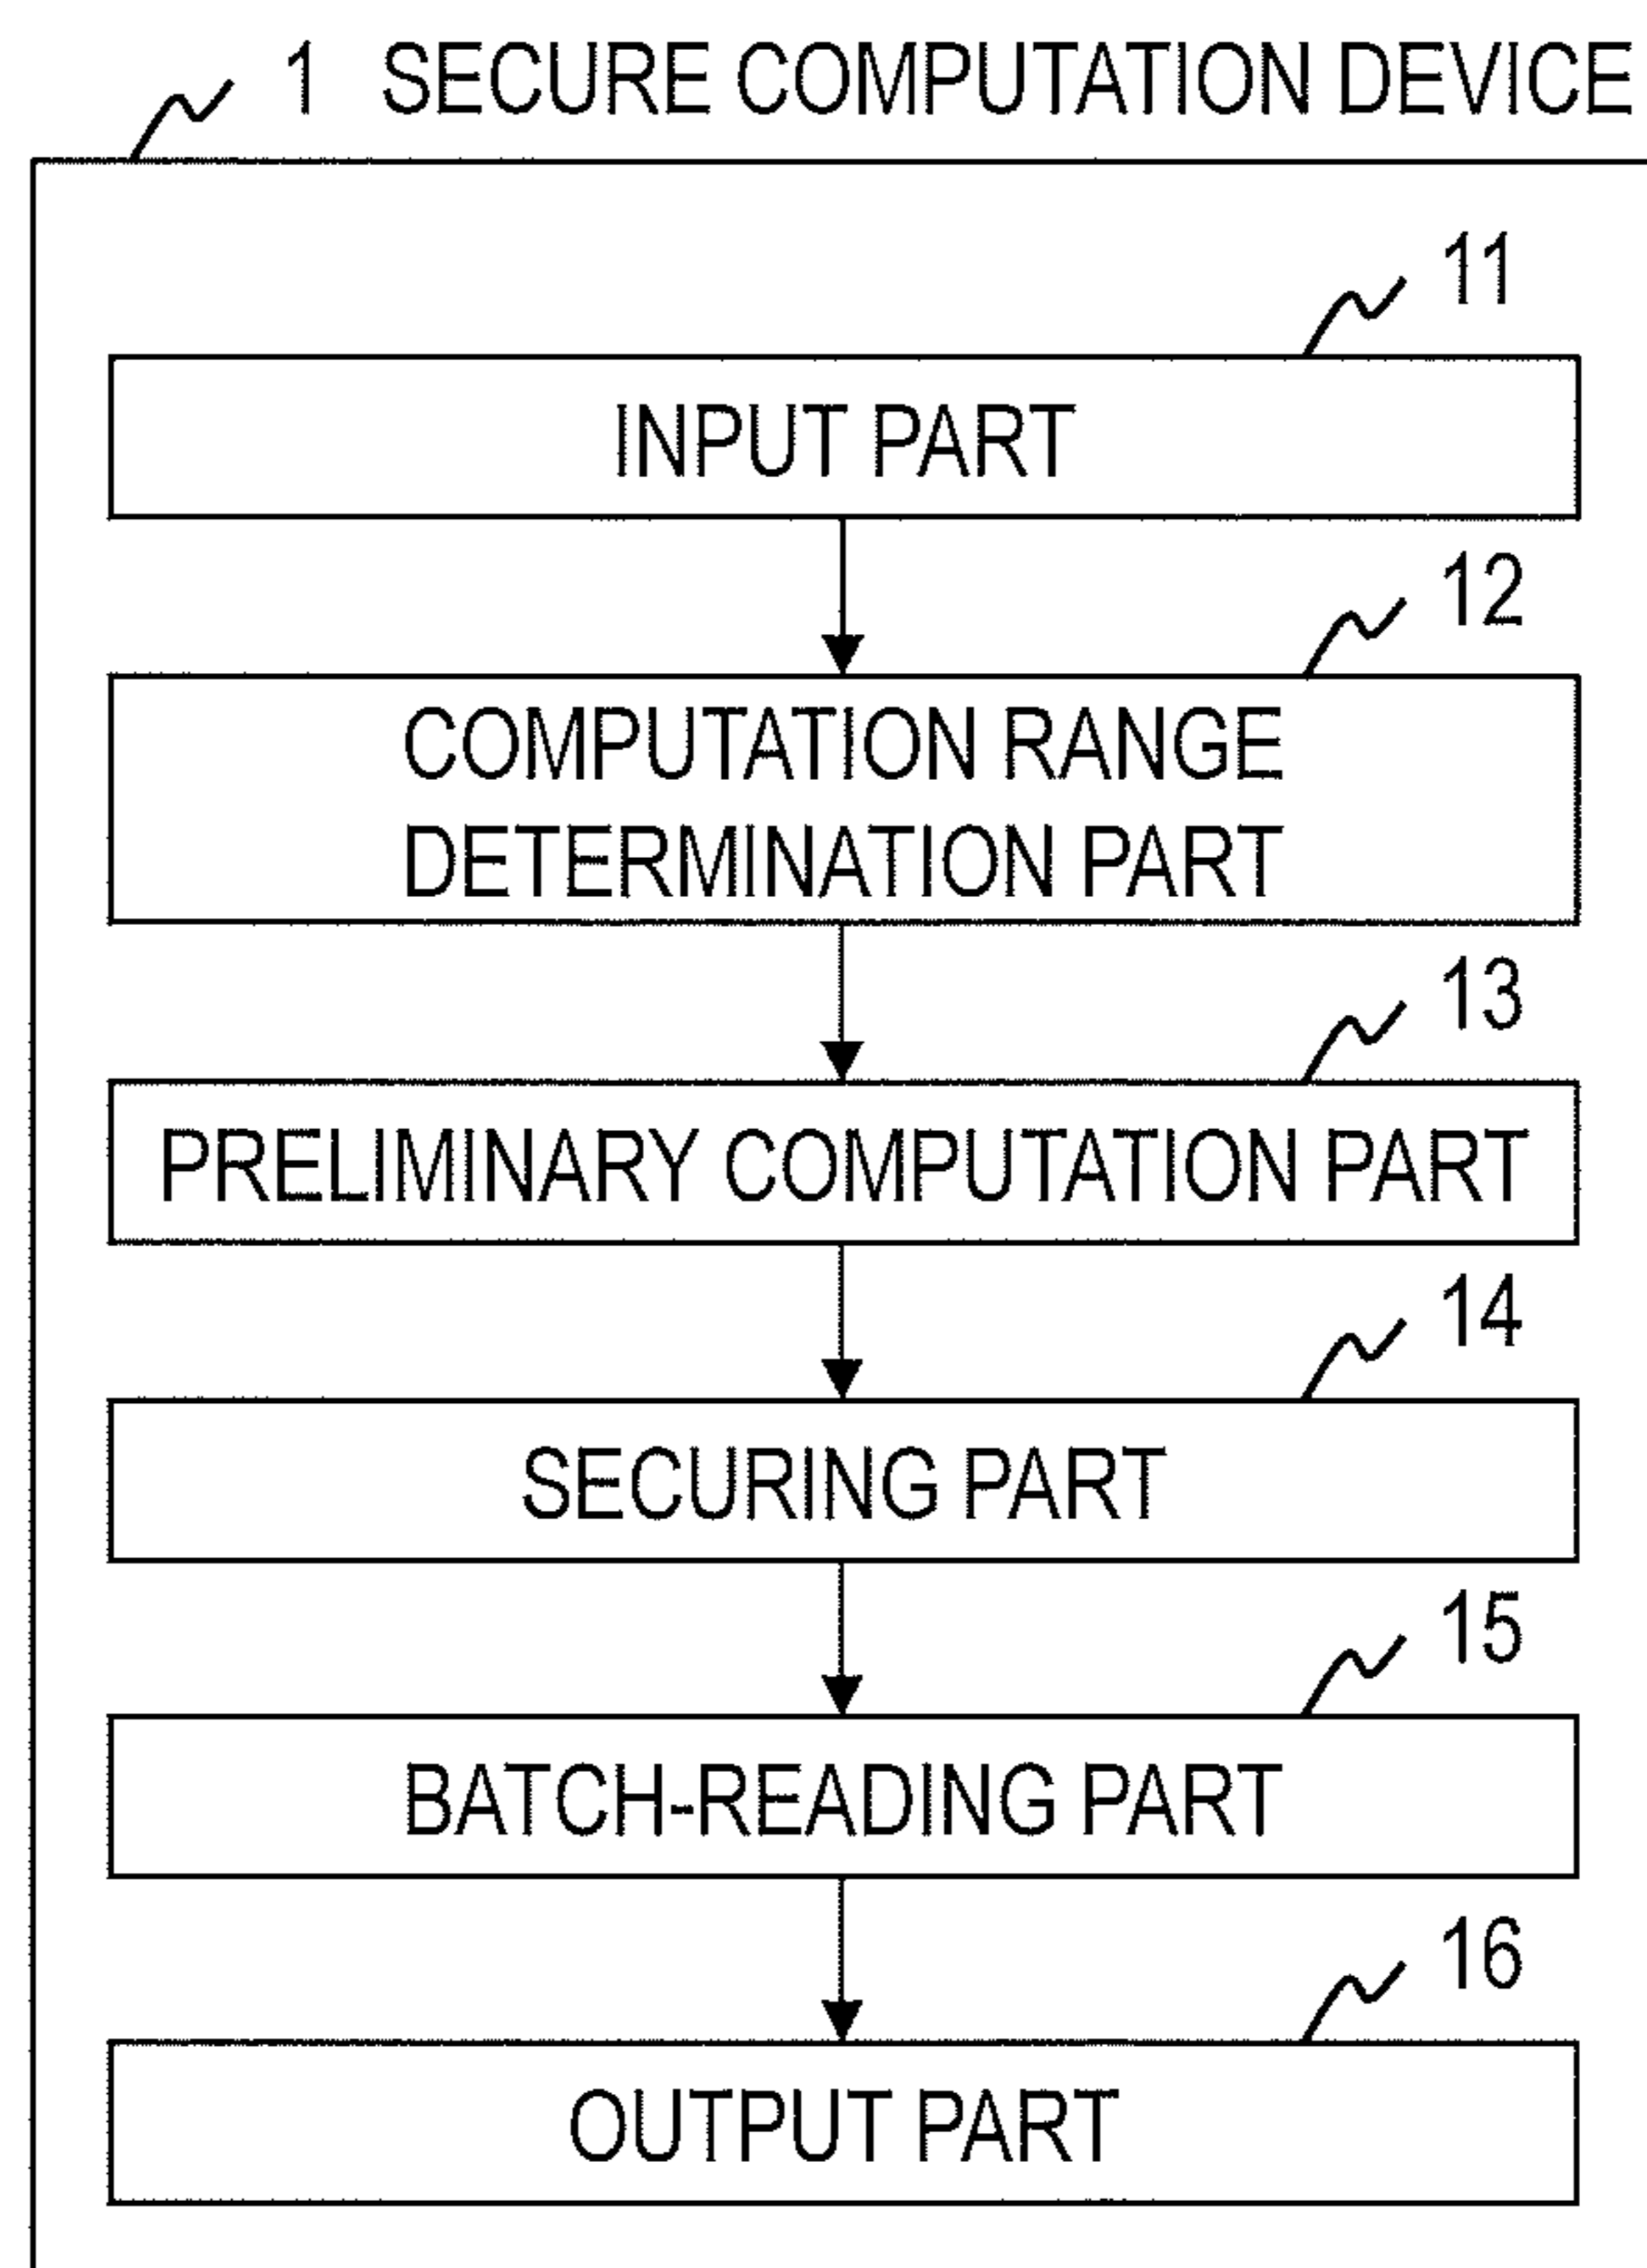 1 SECURE COMPUTATION DEVICE
11
INPUT PART
12
COMPUTATION RANGE
DETERMINATION PART
13
PRELIMINARY COMPUTATION PART
14
SECURING PART
15
BATCH-READING PART
16
OUTPUT PART